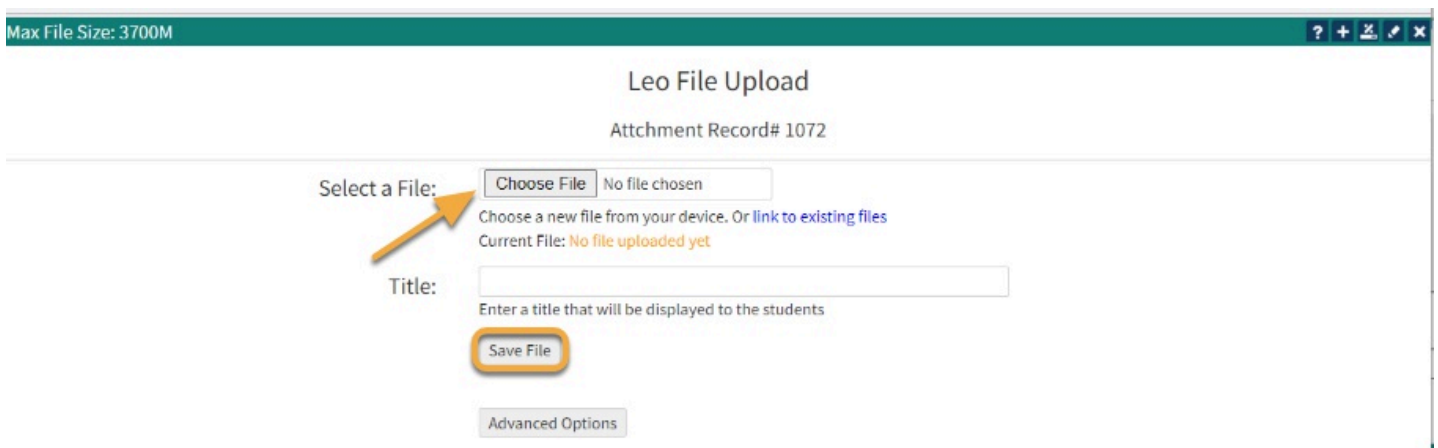 Max File Size: 3700M ? + x
Leo File Upload
Attchment Record# 1072
Select a File: Choose File No file chosen
Choose a new file from your device. Or link to existing files
Current File: No file uploaded yet
Title:
Enter a title that will be displayed to the students
Save File
Advanced Options